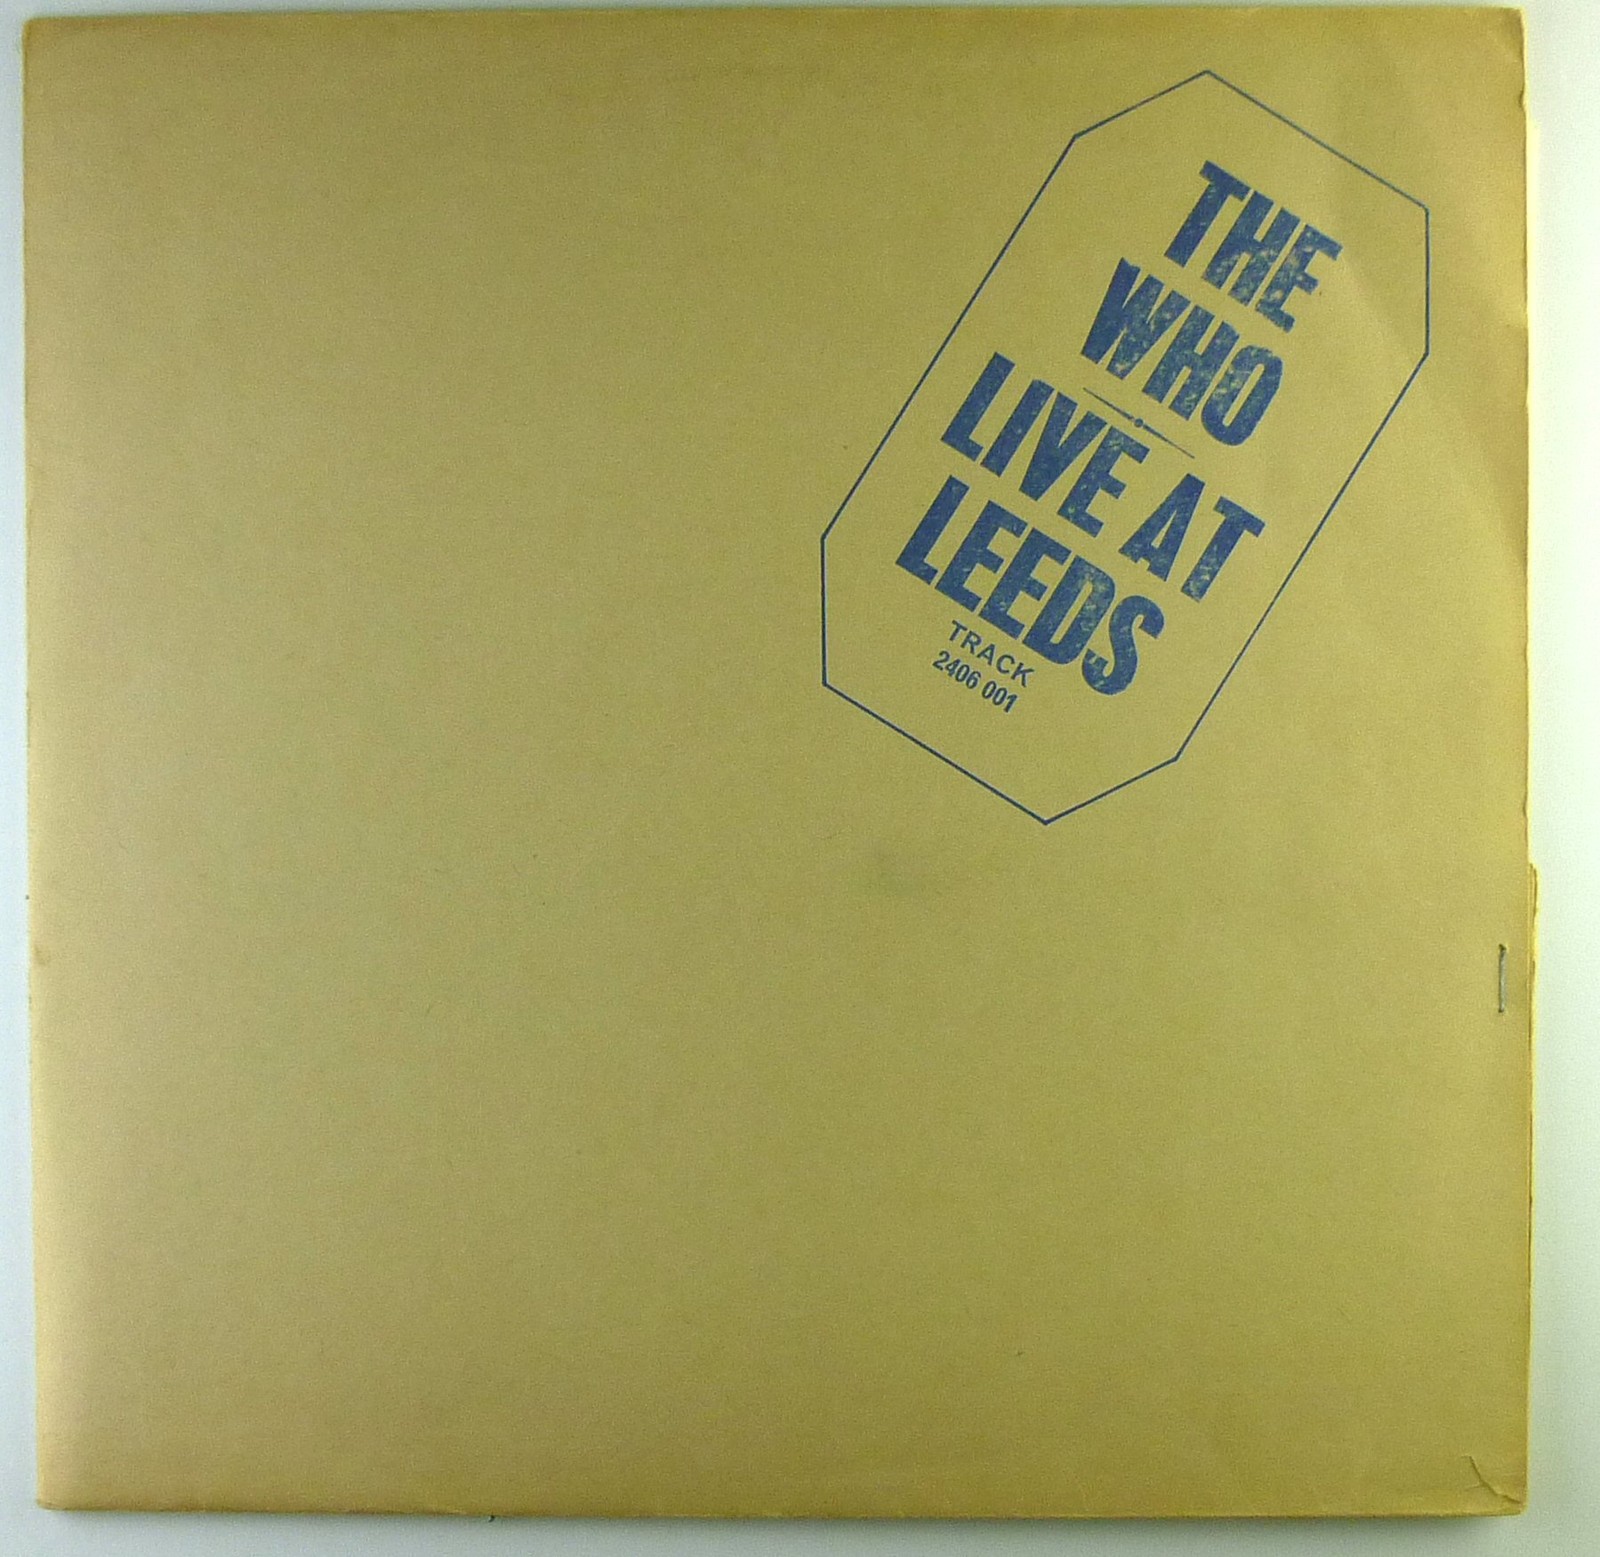 THE
WHO
LIVE AT
LEEDS
TRACK
2406 001